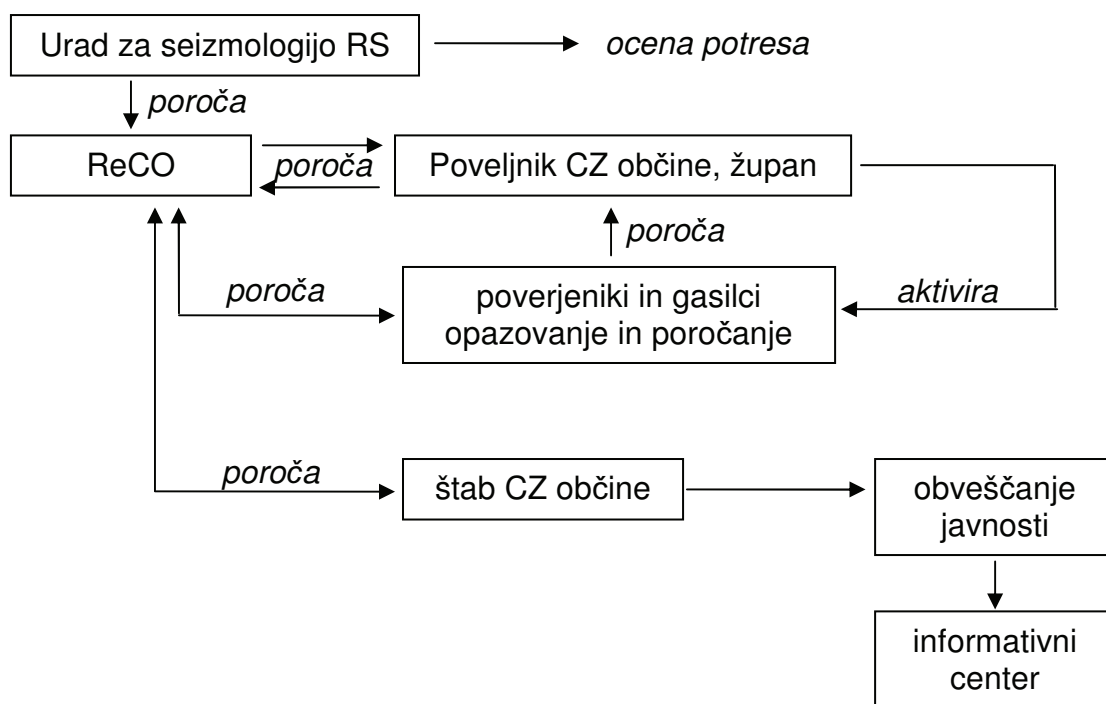 Urad za seizmologijo RS
ocena potresa
poroča
ReCO
poroča
Poveljnik CZ občine, župan
poroča
poroča
poverjeniki in gasilci
opazovanje in poročanje
aktivira
poroča
štab CZ občine
obveščanje
javnosti
informativni
center